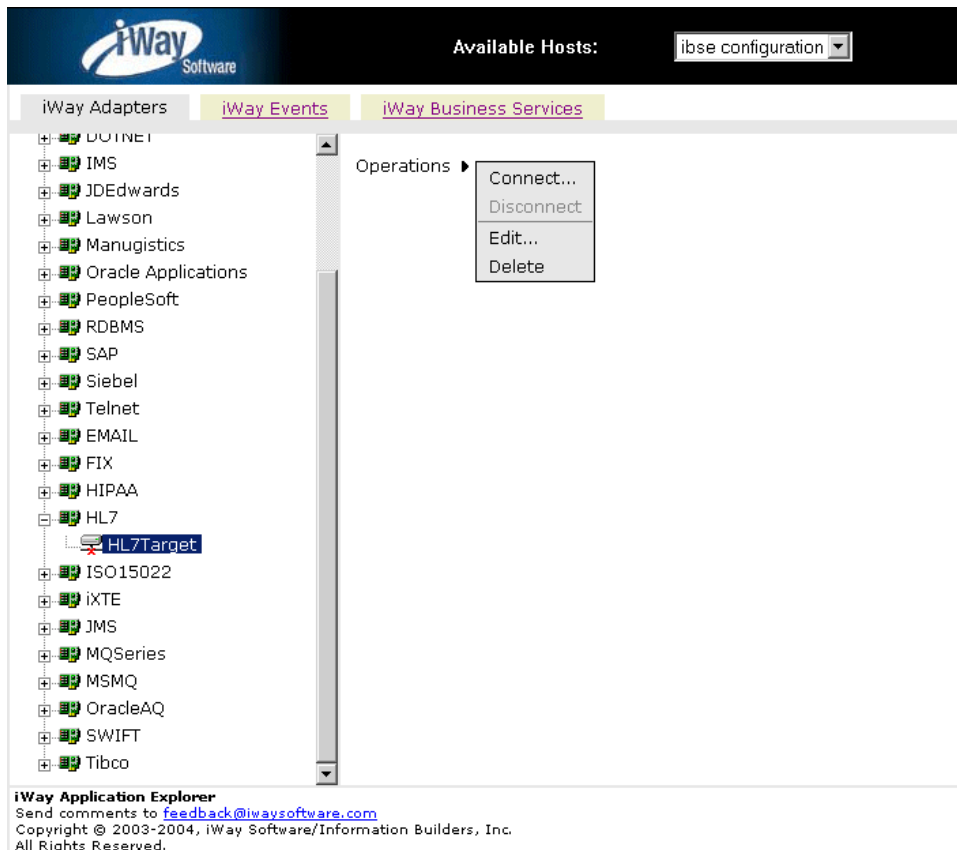 iWay
Software
Available Hosts:
ibse configuration
iWay Adapters
iWay Events
iWay Business Services
DOTNET
IMS
JDEdwards
Lawson
Manugistics
Oracle Applications
PeopleSoft
RDBMS
SAP
Siebel
Telnet
EMAIL
FIX
HIPAA
HL7
HL7Target
ISO15022
iXTE
JMS
MQSeries
MSMQ
OracleAQ
SWIFT
Tibco
Operations
Connect...
Disconnect
Edit...
Delete
iWay Application Explorer
Send comments to feedback@iwaysoftware.com
Copyright © 2003-2004, iWay Software/Information Builders, Inc.
All Rights Reserved.